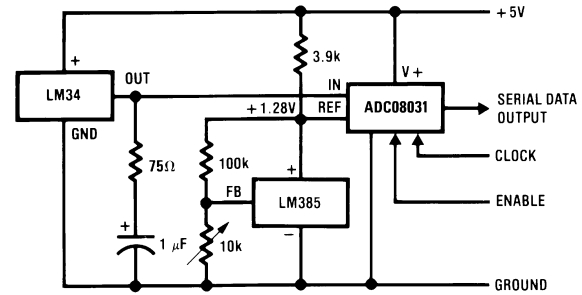 +5V
3.9k
+
LM34
OUT
GND
IN
V+
+1.28V
REF
ADC08031
SERIAL DATA
OUTPUT
CLOCK
ENABLE
75Ω
100k
FB
+
LM385
−
+
1 μF
10k
GROUND